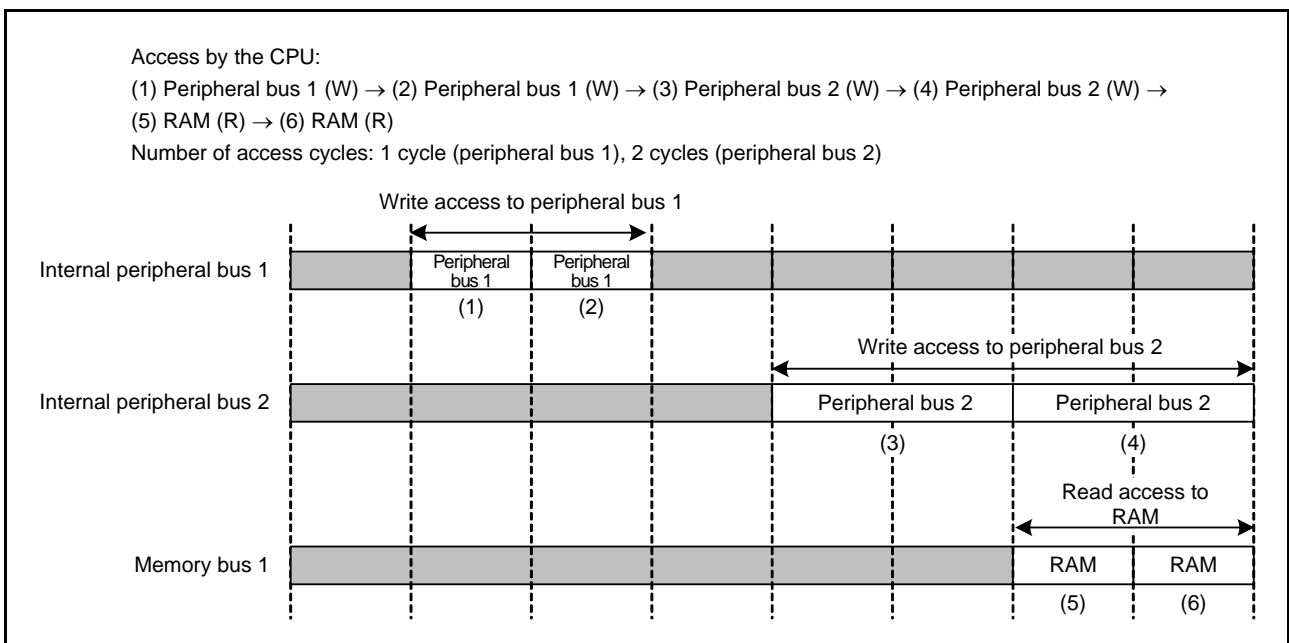 Access by the CPU:
(1) Peripheral bus 1 (W) → (2) Peripheral bus 1 (W) → (3) Peripheral bus 2 (W) → (4) Peripheral bus 2 (W) →
(5) RAM (R) → (6) RAM (R)
Number of access cycles: 1 cycle (peripheral bus 1), 2 cycles (peripheral bus 2)
Write access to peripheral bus 1
Internal peripheral bus 1
Peripheral
bus 1
Peripheral
bus 1
(1)
(2)
Write access to peripheral bus 2
Internal peripheral bus 2
Peripheral bus 2
Peripheral bus 2
(3)
(4)
Read access to
RAM
Memory bus 1
RAM
RAM
(5)
(6)